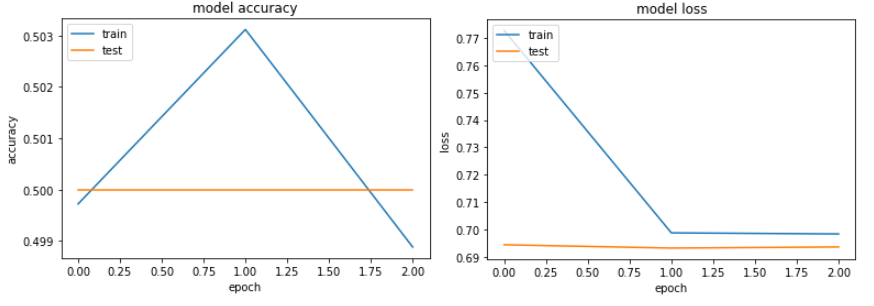 model accuracy
train
test
0.503
0.502
0.501
0.500
0.499
accuracy
0.00 0.25 0.50 0.75 1.00 1.25 1.50 1.75 2.00
epoch
model loss
train
test
0.77
0.76
0.75
0.74
0.73
0.72
0.71
0.70
0.69
loss
0.00 0.25 0.50 0.75 1.00 1.25 1.50 1.75 2.00
epoch